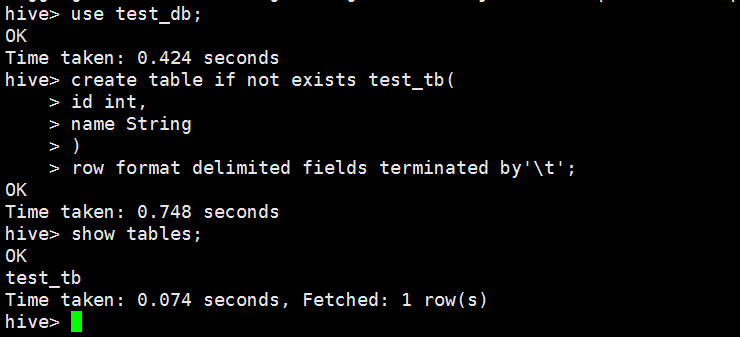 hive> use test_db;
OK
Time taken: 0.424 seconds
hive> create table if not exists test_tb(
    > id int,
    > name String
    > )
    > row format delimited fields terminated by'\t';
OK
Time taken: 0.748 seconds
hive> show tables;
OK
test_tb
Time taken: 0.074 seconds, Fetched: 1 row(s)
hive>